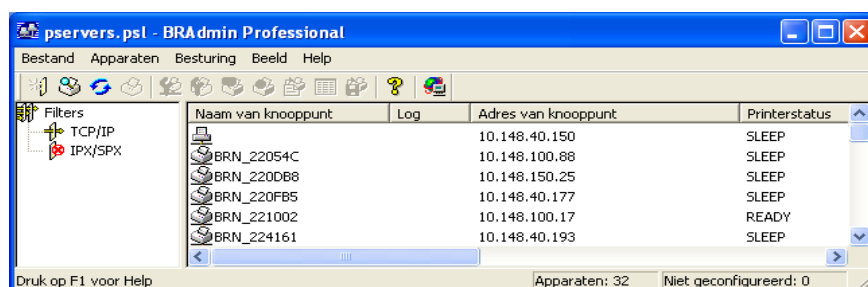 pservers.psl - BRAdmin Professional
Bestand Apparaten Besturing Beeld Help
Filters
TCP/IP
IPX/SPX
Naam van knooppunt Log Adres van knooppunt Printerstatus
10.148.40.150 SLEEP
BRN_22054C 10.148.100.88 SLEEP
BRN_220DB8 10.148.150.25 SLEEP
BRN_220FB5 10.148.40.177 SLEEP
BRN_221002 10.148.100.17 READY
BRN_224161 10.148.40.193 SLEEP
Druk op F1 voor Help Apparaten: 32 Niet geconfigureerd: 0